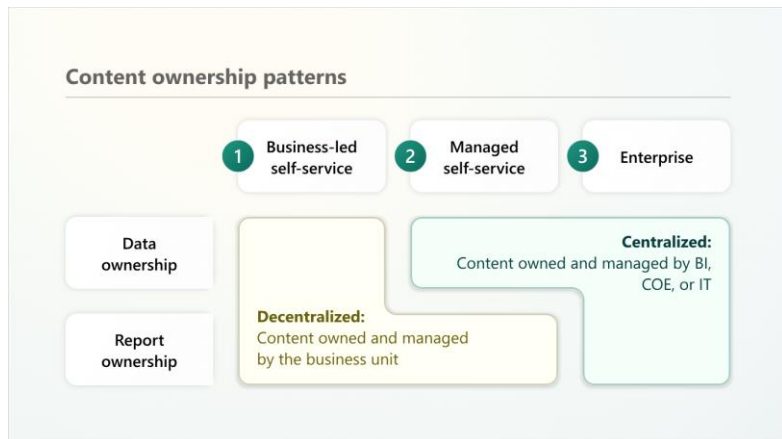 Content ownership patterns
1
Business-led
self-service
2
Managed
self-service
3
Enterprise
Data
ownership
Centralized:
Content owned and managed by BI,
COE, or IT
Decentralized:
Content owned and managed
by the business unit
Report
ownership